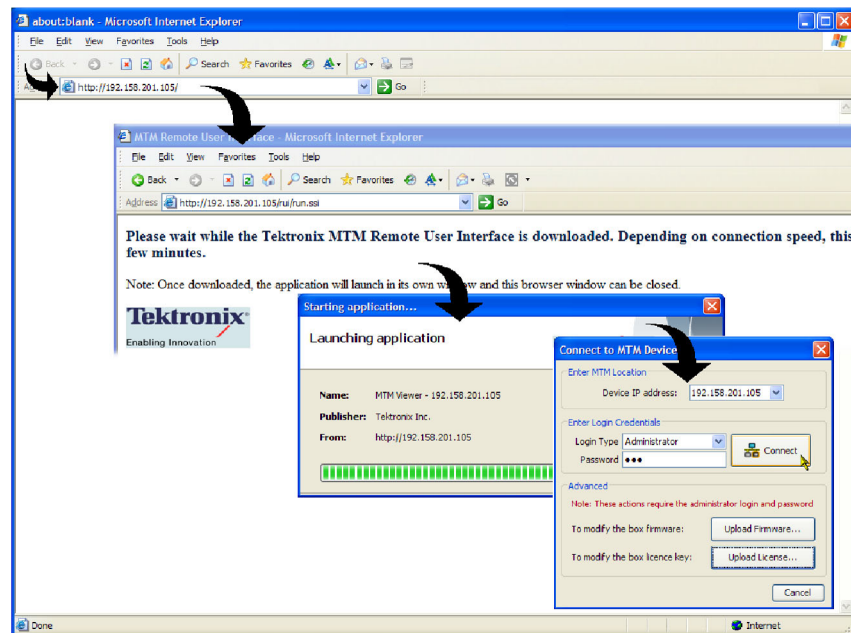 about:blank - Microsoft Internet Explorer
File Edit View Favorites Tools Help
Back Search Favorites
http://192.158.201.105/ Go
MTM Remote User Interface - Microsoft Internet Explorer
File Edit View Favorites Tools Help
Back Search Favorites
Address http://192.158.201.105/rui/run.ssi Go
Please wait while the Tektronix MTM Remote User Interface is downloaded. Depending on connection speed, this
few minutes.
Note: Once downloaded, the application will launch in its own window and this browser window can be closed.
Tektronix
Enabling Innovation
Starting application...
Launching application
Name: MTM Viewer - 192.158.201.105
Publisher: Tektronix Inc.
From: http://192.158.201.105
Connect to MTM Device
Enter MTM Location
Device IP address: 192.158.201.105
Enter Login Credentials
Login Type Administrator
Password ●●●
Connect
Advanced
Note: These actions require the administrator login and password
To modify the box firmware: Upload Firmware...
To modify the box licence key: Upload License...
Cancel
Done Internet